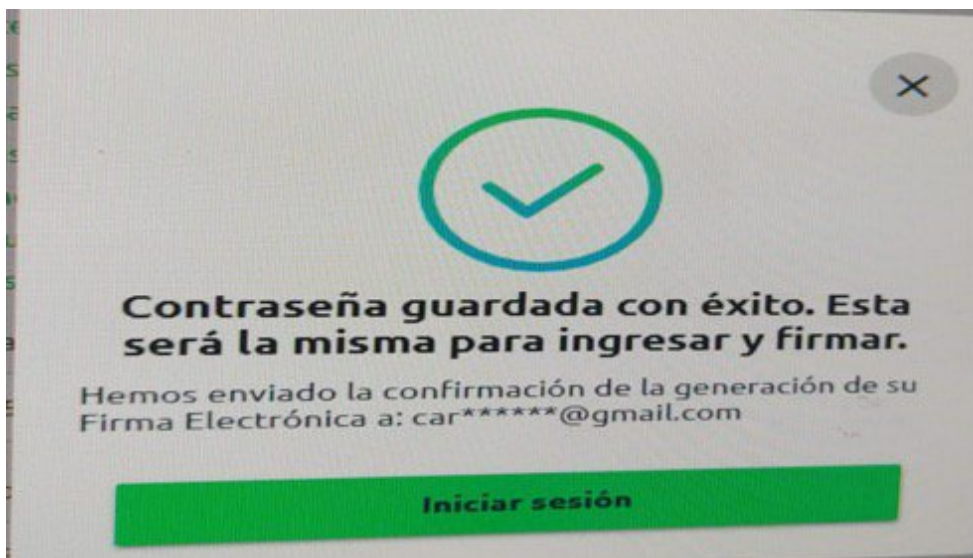 Contraseña guardada con éxito. Esta
será la misma para ingresar y firmar.
Hemos enviado la confirmación de la generación de su
Firma Electrónica a: car******@gmail.com
Iniciar sesión